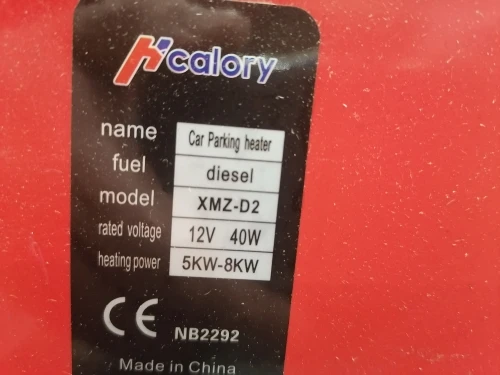 Hcalory
name Car Parking heater
fuel diesel
model XMZ-D2
rated voltage 12V 40W
heating power 5KW-8KW
CE NB2292
Made in China